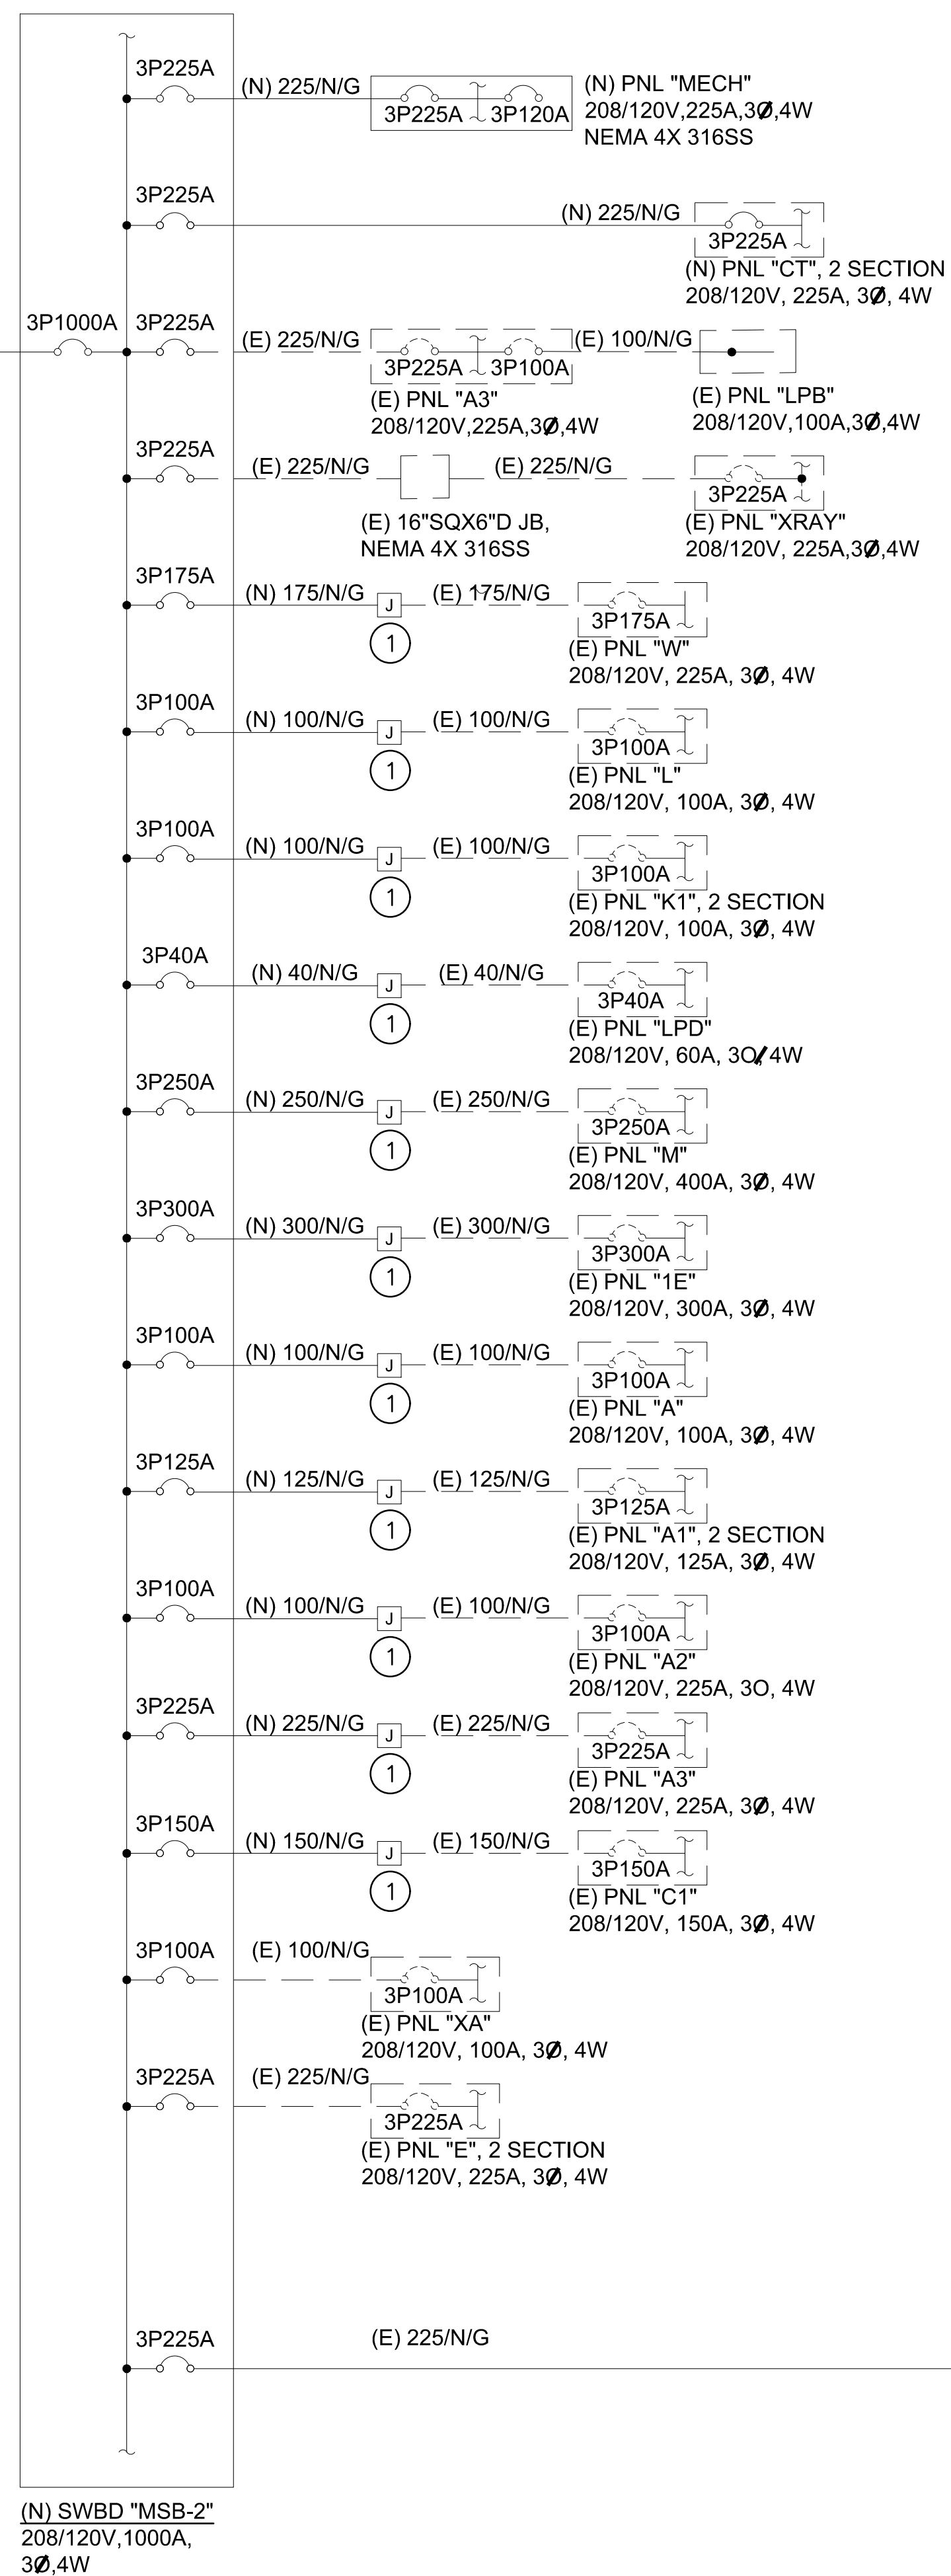 3P225A
(N) 225/N/G
3P225A
3P120A
(N) PNL "MECH"
208/120V,225A,3Ø,4W
NEMA 4X 316SS
3P225A
(N) 225/N/G
3P225A
(N) PNL "CT", 2 SECTION
208/120V, 225A, 3Ø, 4W
3P1000A
3P225A
(E) 225/N/G
3P225A
3P100A
(E) 100/N/G
(E) PNL "A3"
208/120V,225A,3Ø,4W
(E) PNL "LPB"
208/120V,100A,3Ø,4W
3P225A
(E) 225/N/G
(E) 225/N/G
3P225A
(E) 16"SQX6"D JB,
NEMA 4X 316SS
(E) PNL "XRAY"
208/120V, 225A,3Ø,4W
3P175A
(N) 175/N/G
J
1
(E) 175/N/G
3P175A
(E) PNL "W"
208/120V, 225A, 3Ø, 4W
3P100A
(N) 100/N/G
J
1
(E) 100/N/G
3P100A
(E) PNL "L"
208/120V, 100A, 3Ø, 4W
3P100A
(N) 100/N/G
J
1
(E) 100/N/G
3P100A
(E) PNL "K1", 2 SECTION
208/120V, 100A, 3Ø, 4W
3P40A
(N) 40/N/G
J
1
(E) 40/N/G
3P40A
(E) PNL "LPD"
208/120V, 60A, 3O, 4W
3P250A
(N) 250/N/G
J
1
(E) 250/N/G
3P250A
(E) PNL "M"
208/120V, 400A, 3Ø, 4W
3P300A
(N) 300/N/G
J
1
(E) 300/N/G
3P300A
(E) PNL "1E"
208/120V, 300A, 3Ø, 4W
3P100A
(N) 100/N/G
J
1
(E) 100/N/G
3P100A
(E) PNL "A"
208/120V, 100A, 3Ø, 4W
3P125A
(N) 125/N/G
J
1
(E) 125/N/G
3P125A
(E) PNL "A1", 2 SECTION
208/120V, 125A, 3Ø, 4W
3P100A
(N) 100/N/G
J
1
(E) 100/N/G
3P100A
(E) PNL "A2"
208/120V, 225A, 3O, 4W
3P225A
(N) 225/N/G
J
1
(E) 225/N/G
3P225A
(E) PNL "A3"
208/120V, 225A, 3Ø, 4W
3P150A
(N) 150/N/G
J
1
(E) 150/N/G
3P150A
(E) PNL "C1"
208/120V, 150A, 3Ø, 4W
3P100A
(E) 100/N/G
3P100A
(E) PNL "XA"
208/120V, 100A, 3Ø, 4W
3P225A
(E) 225/N/G
3P225A
(E) PNL "E", 2 SECTION
208/120V, 225A, 3Ø, 4W
3P225A
(E) 225/N/G
(N) SWBD "MSB-2"
208/120V,1000A,
3Ø,4W